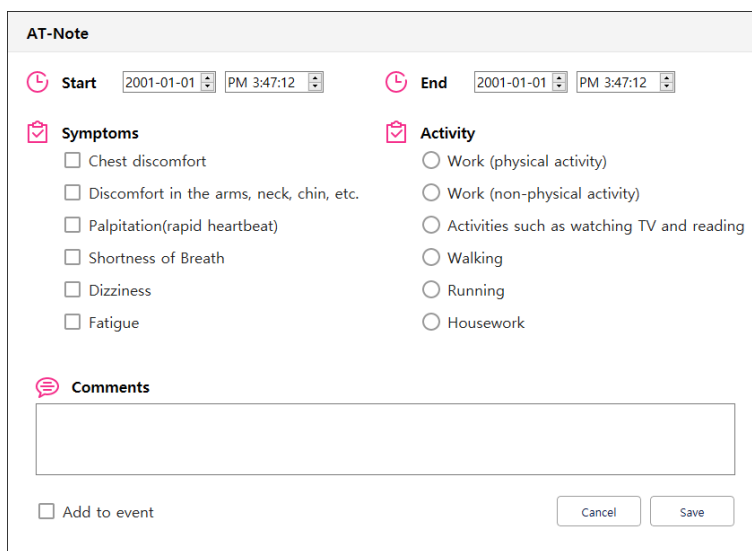 AT-Note
Start 2001-01-01 PM 3:47:12 End 2001-01-01 PM 3:47:12
Symptoms Activity
Chest discomfort Work (physical activity)
Discomfort in the arms, neck, chin, etc. Work (non-physical activity)
Palpitation(rapid heartbeat) Activities such as watching TV and reading
Shortness of Breath Walking
Dizziness Running
Fatigue Housework
Comments
Add to event Cancel Save